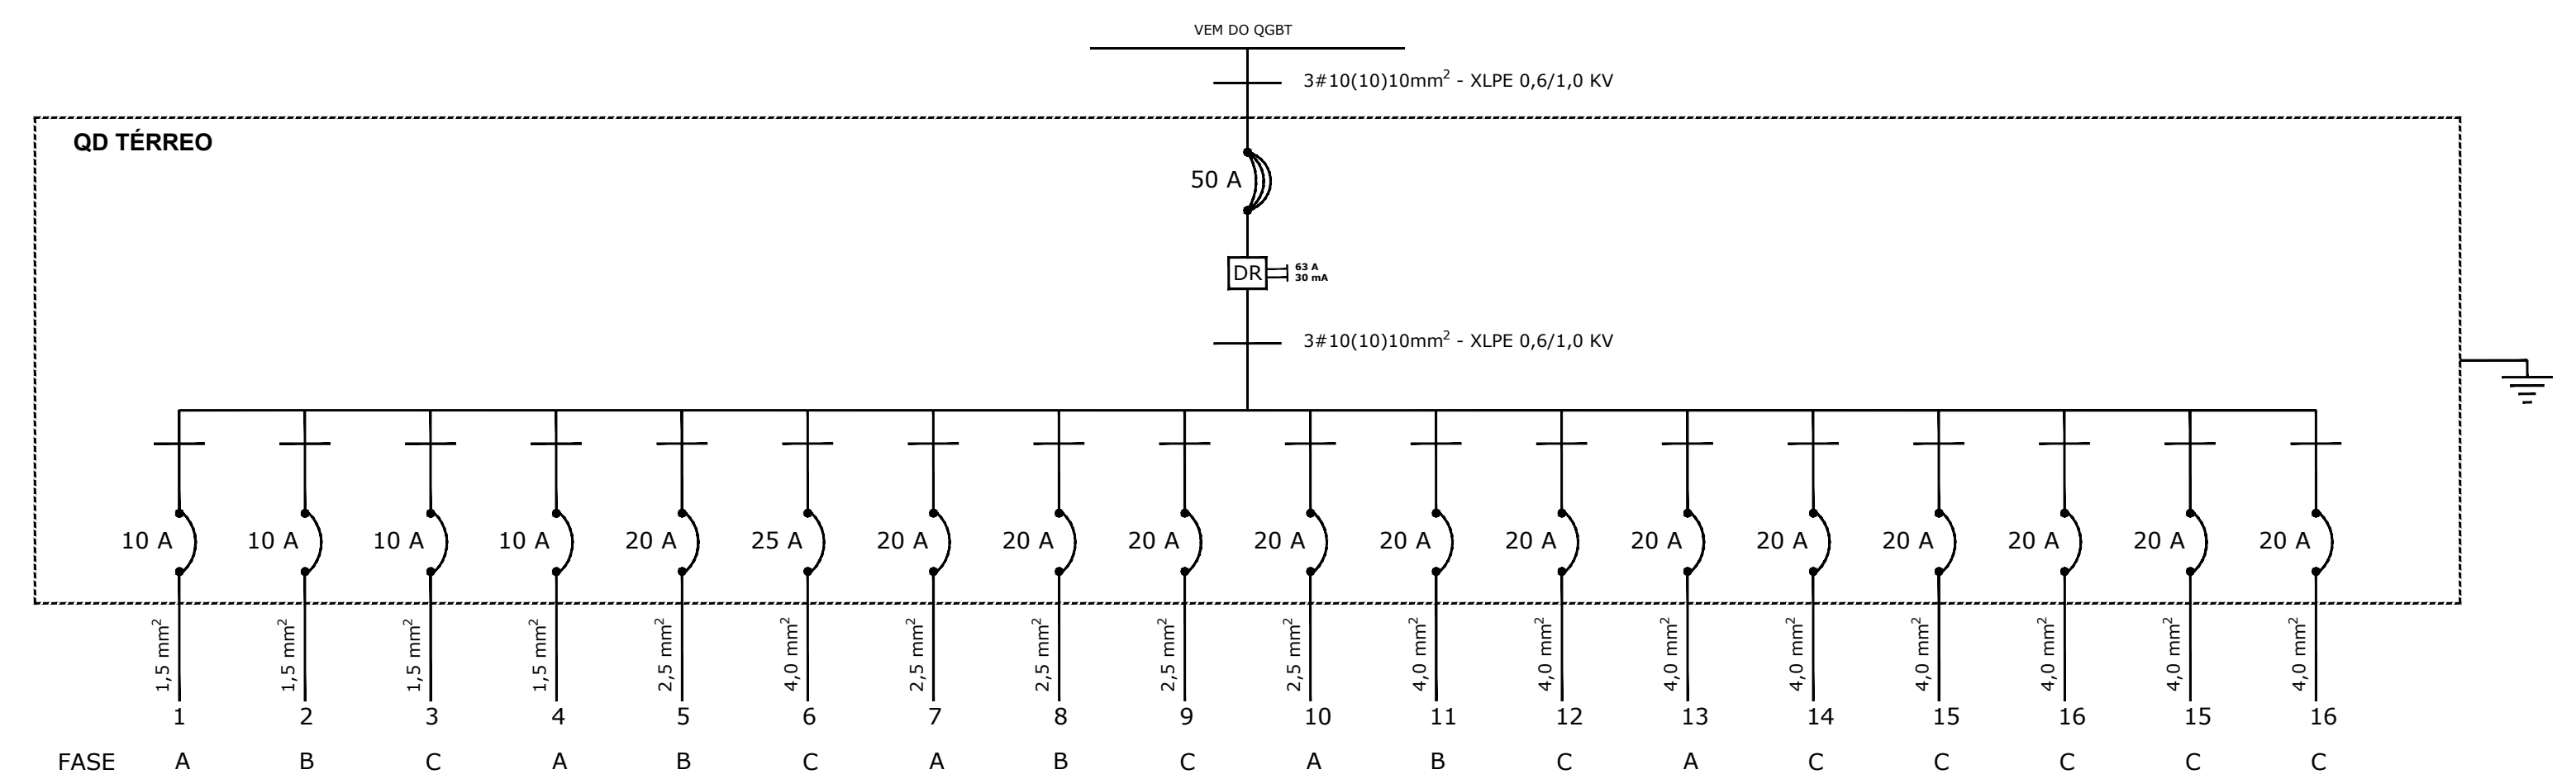 VEM DO QGBT
3#10(10)10mm² - XLPE 0,6/1,0 KV
QD TÉRREO
50 A
DR
63 A
30 mA
3#10(10)10mm² - XLPE 0,6/1,0 KV
10 A 10 A 10 A 10 A 20 A 25 A 20 A 20 A 20 A 20 A 20 A 20 A 20 A 20 A 20 A 20 A 20 A 20 A
1,5 mm² 1,5 mm² 1,5 mm² 1,5 mm² 2,5 mm² 4,0 mm² 2,5 mm² 2,5 mm² 2,5 mm² 2,5 mm² 4,0 mm² 4,0 mm² 4,0 mm² 4,0 mm² 4,0 mm² 4,0 mm² 4,0 mm² 4,0 mm²
1 2 3 4 5 6 7 8 9 10 11 12 13 14 15 16 15 16
FASE A B C A B C A B C A B C A C C C C C